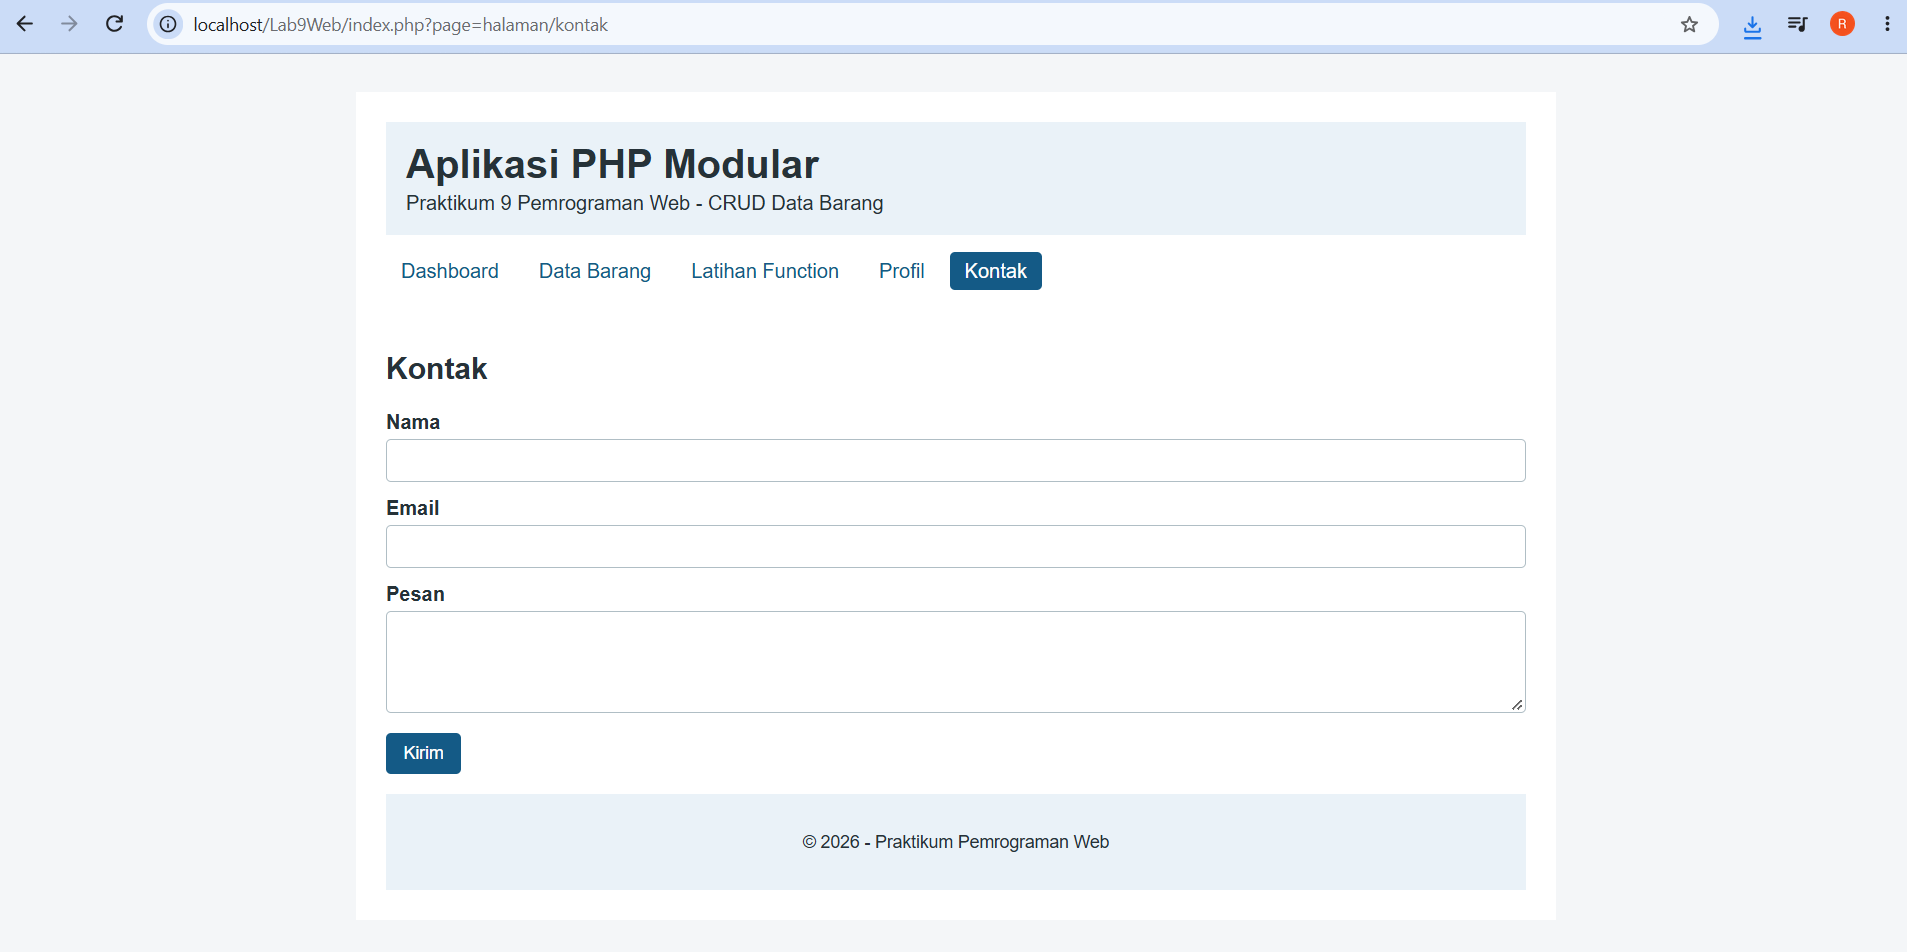 localhost/Lab9Web/index.php?page=halaman/kontak
R
Aplikasi PHP Modular
Praktikum 9 Pemrograman Web - CRUD Data Barang
Dashboard Data Barang Latihan Function Profil Kontak
Kontak
Nama
Email
Pesan
Kirim
© 2026 - Praktikum Pemrograman Web